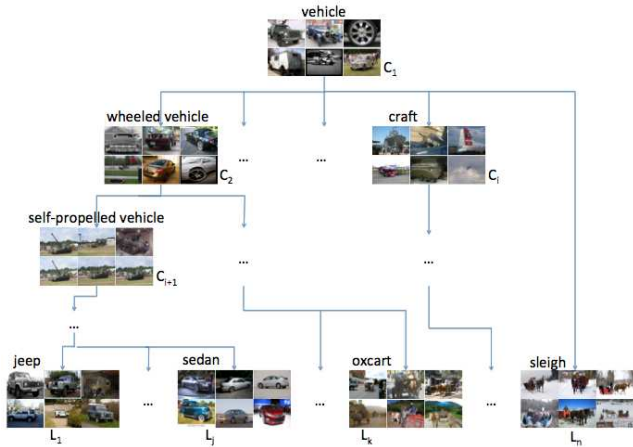 vehicle
C1
wheeled vehicle
...
...
craft
C2
Ci
self-propelled vehicle
...
...
Ci+1
...
jeep
...
sedan
...
oxcart
...
sleigh
L1
Lj
Lk
Ln